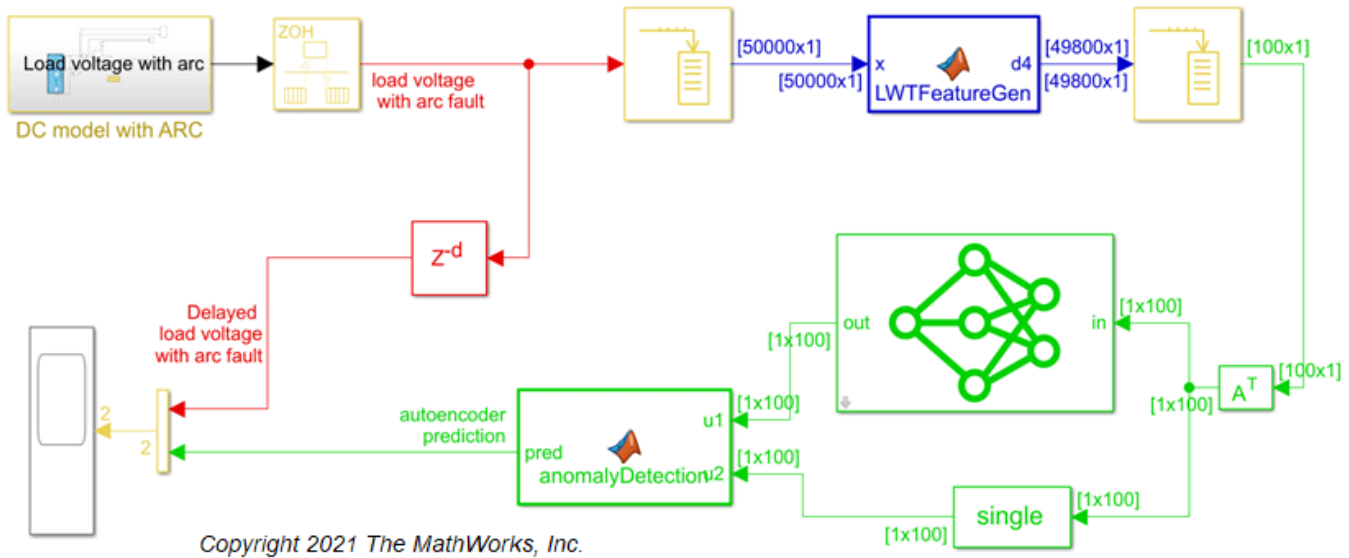 Load voltage with arc
DC model with ARC
ZOH
load voltage
with arc fault
[50000x1]
[50000x1]
x
d4
LWTFeatureGen
[49800x1]
[49800x1]
[100x1]
Z-d
Delayed
load voltage
with arc fault
out
in
[1x100]
[1x100]
[100x1]
AT
[1x100]
[1x100]
u1
autoencoder
prediction
pred
anomalyDetection
u2
[1x100]
single
[1x100]
[1x100]
2
2
Copyright 2021 The MathWorks, Inc.